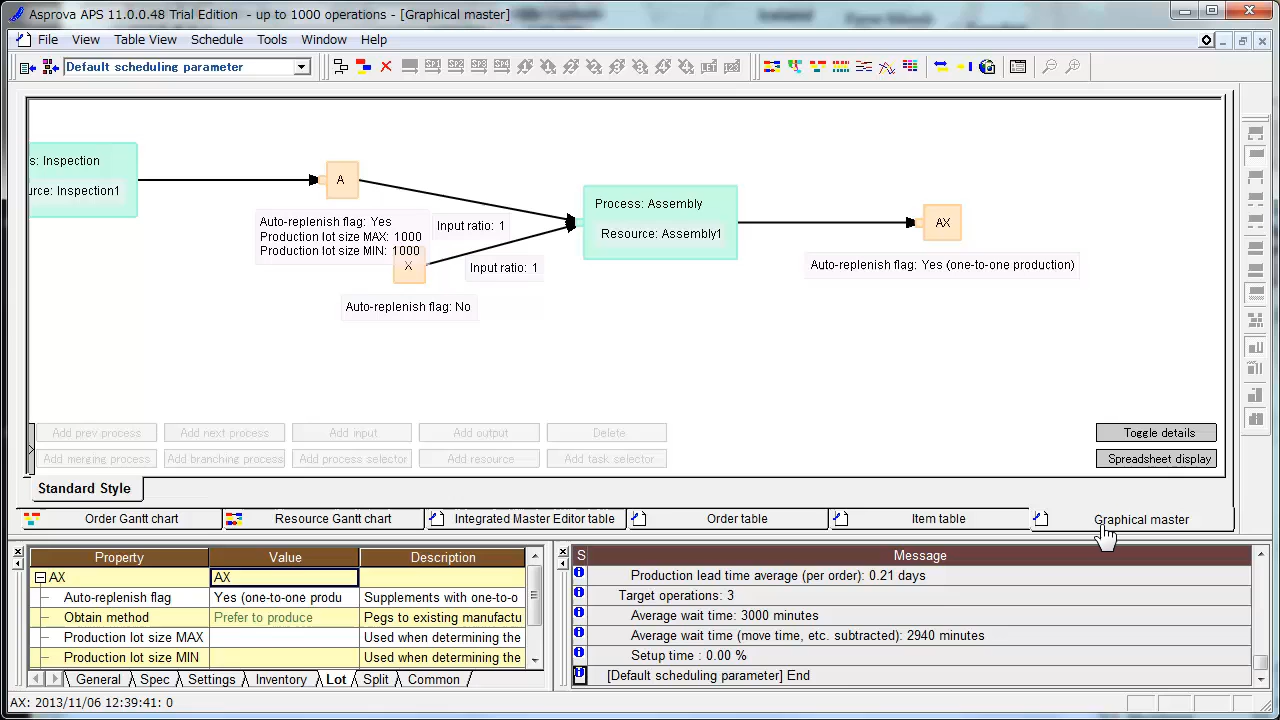 Asprova APS 11.0.0.48 Trial Edition - up to 1000 operations - [Graphical master]
File View Table View Schedule Tools Window Help
Default scheduling parameter
s: Inspection
urce: Inspection1
A
Auto-replenish flag: Yes
Production lot size MAX: 1000
Production lot size MIN: 1000
Input ratio: 1
X
Input ratio: 1
Auto-replenish flag: No
Process: Assembly
Resource: Assembly1
AX
Auto-replenish flag: Yes (one-to-one production)
Add prev process Add next process Add input Add output Delete Toggle details
Add merging process Add branching process Add process selector Add resource Add task selector Spreadsheet display
Standard Style
Order Gantt chart Resource Gantt chart Integrated Master Editor table Order table Item table Graphical master
Property Value Description
AX AX
Auto-replenish flag Yes (one-to-one produ Supplements with one-to-o
Obtain method Prefer to produce Pegs to existing manufactu
Production lot size MAX Used when determining the
Production lot size MIN Used when determining the
General Spec Settings Inventory Lot Split Common
S Message
Production lead time average (per order): 0.21 days
Target operations: 3
Average wait time: 3000 minutes
Average wait time (move time, etc. subtracted): 2940 minutes
Setup time : 0.00 %
[Default scheduling parameter] End
AX: 2013/11/06 12:39:41: 0